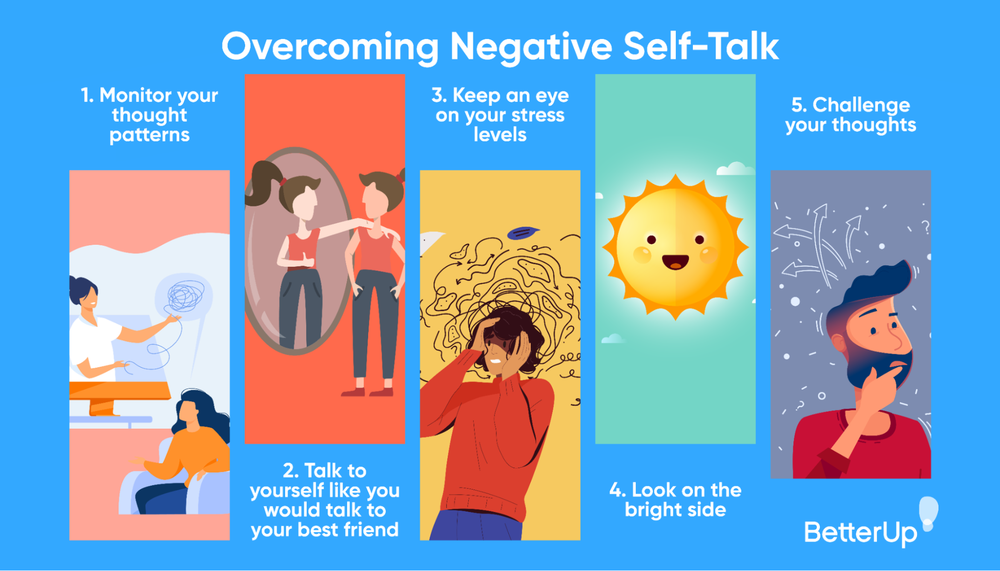 Overcoming Negative Self-Talk
1. Monitor your
thought
patterns
2. Talk to
yourself like you
would talk to
your best friend
3. Keep an eye
on your stress
levels
4. Look on the
bright side
5. Challenge
your thoughts
?
?
BetterUp